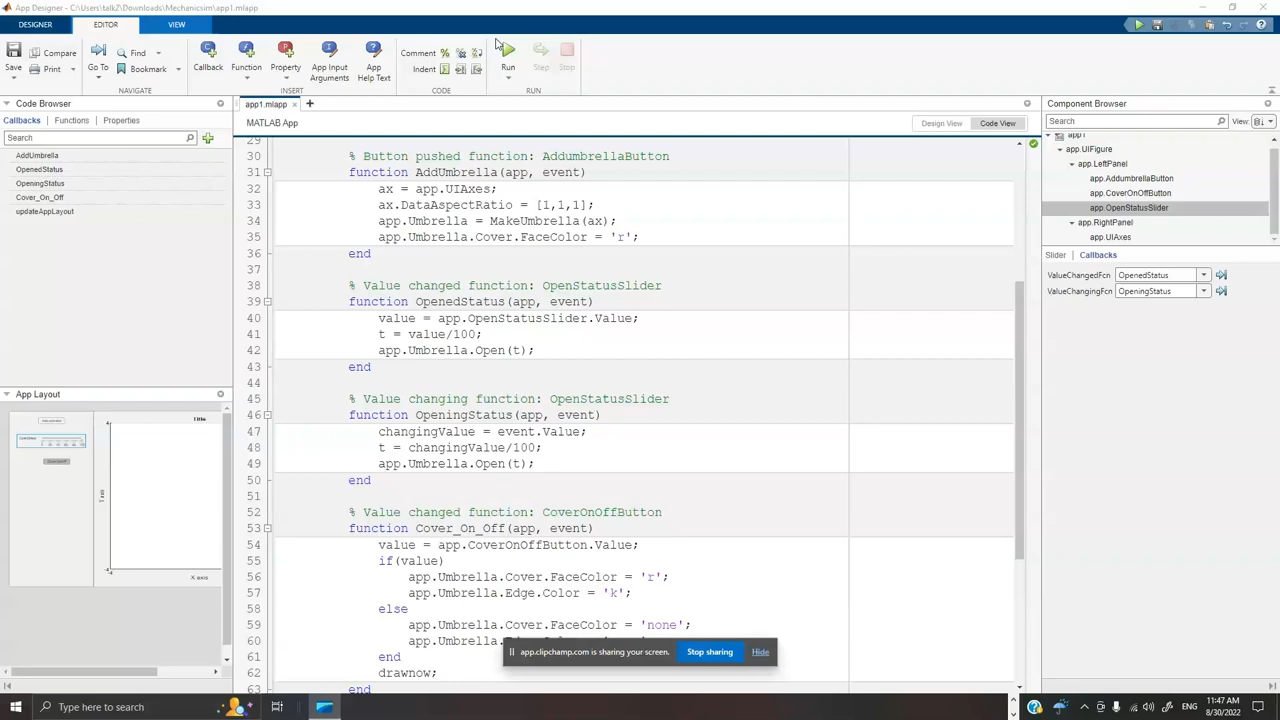 App Designer - C:\Users\talk2\Downloads\Mechanicsim\app1.mlapp
DESIGNER
EDITOR
VIEW
Save
Compare
Print
Go To
Find
Bookmark
NAVIGATE
Callback
Function
Property
App Input
Arguments
App
Help Text
INSERT
Comment
Indent
CODE
Run
Step
Stop
RUN
Code Browser
Callbacks
Functions
Properties
Search
AddUmbrella
OpenedStatus
OpeningStatus
Cover_On_Off
updateAppLayout
App Layout
Title
X axis
app1.mlapp
MATLAB App
Design View
Code View
29
30 % Button pushed function: AddumbrellaButton
31 function AddUmbrella(app, event)
32 ax = app.UIAxes;
33 ax.DataAspectRatio = [1,1,1];
34 app.Umbrella = MakeUmbrella(ax);
35 app.Umbrella.Cover.FaceColor = 'r';
36 end
37
38 % Value changed function: OpenStatusSlider
39 function OpenedStatus(app, event)
40 value = app.OpenStatusSlider.Value;
41 t = value/100;
42 app.Umbrella.Open(t);
43 end
44
45 % Value changing function: OpenStatusSlider
46 function OpeningStatus(app, event)
47 changingValue = event.Value;
48 t = changingValue/100;
49 app.Umbrella.Open(t);
50 end
51
52 % Value changed function: CoverOnOffButton
53 function Cover_On_Off(app, event)
54 value = app.CoverOnOffButton.Value;
55 if(value)
56 app.Umbrella.Cover.FaceColor = 'r';
57 app.Umbrella.Edge.Color = 'k';
58 else
59 app.Umbrella.Cover.FaceColor = 'none';
60 app.Umbrella.
61 end
62 drawnow;
63 end
app.clipchamp.com is sharing your screen.
Stop sharing
Hide
Component Browser
Search
View:
app1
app.UIFigure
app.LeftPanel
app.AddumbrellaButton
app.CoverOnOffButton
app.OpenStatusSlider
app.RightPanel
app.UIAxes
Slider
Callbacks
ValueChangedFcn OpenedStatus
ValueChangingFcn OpeningStatus
Type here to search
ENG
11:47 AM
8/30/2022